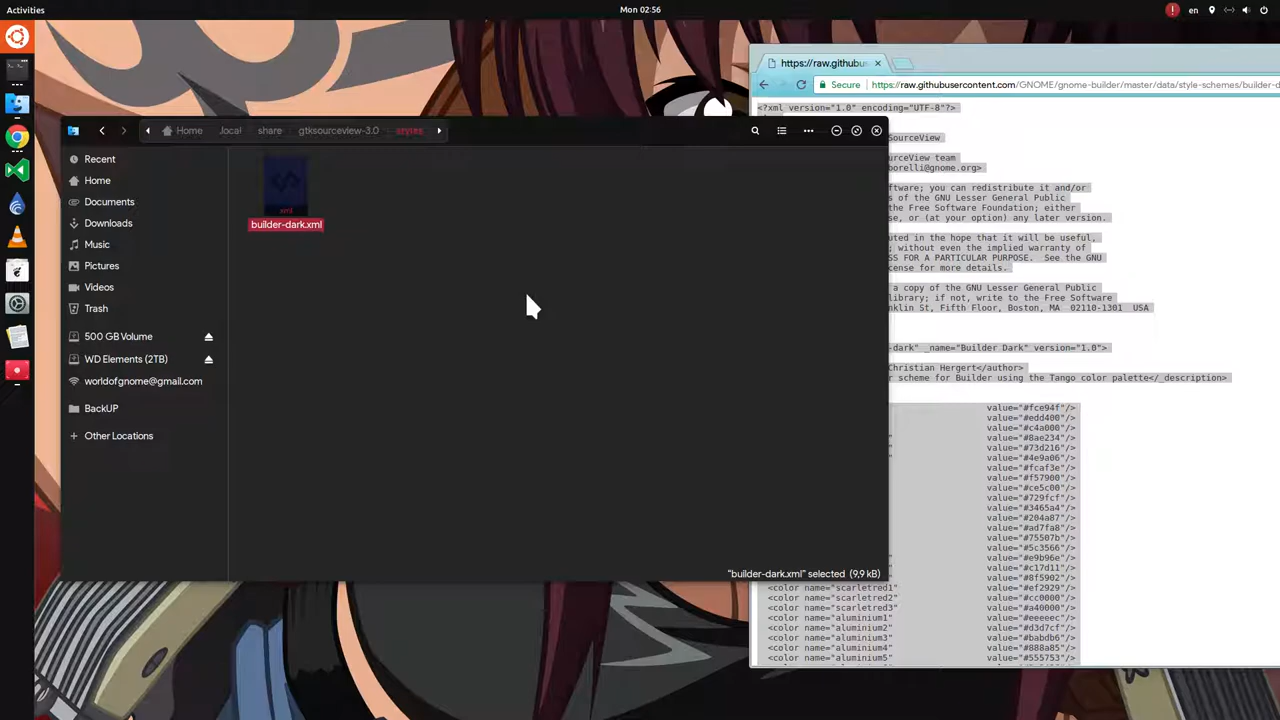 Activities
Mon 02:56
en
https://raw.githubus
Secure
https://raw.githubusercontent.com/GNOME/gnome-builder/master/data/style-schemes/builder-d
<?xml version="1.0" encoding="UTF-8"?>
Home
.local
share
gtksourceview-3.0
styles
Recent
Home
Documents
Downloads
Music
Pictures
Videos
Trash
500 GB Volume
WD Elements (2TB)
worldofgnome@gmail.com
BackUP
Other Locations
xml
builder-dark.xml
"builder-dark.xml" selected (9,9 kB)
SourceView
urceView team
borelli@gnome.org>
ftware; you can redistribute it and/or
s of the GNU Lesser General Public
the Free Software Foundation; either
se, or (at your option) any later version.
uted in the hope that it will be useful,
; without even the implied warranty of
SS FOR A PARTICULAR PURPOSE. See the GNU
cense for more details.
a copy of the GNU Lesser General Public
library; if not, write to the Free Software
nklin St, Fifth Floor, Boston, MA 02110-1301 USA
-dark" _name="Builder Dark" version="1.0">
Christian Hergert</author>
r scheme for Builder using the Tango color palette</_description>
value="#fce94f"/>
value="#edd400"/>
value="#c4a000"/>
" value="#8ae234"/>
" value="#73d216"/>
" value="#4e9a06"/>
value="#fcaf3e"/>
value="#f57900"/>
value="#ce5c00"/>
value="#729fcf"/>
value="#3465a4"/>
value="#204a87"/>
value="#ad7fa8"/>
value="#75507b"/>
value="#5c3566"/>
" value="#e9b96e"/>
" value="#c17d11"/>
" value="#8f5902"/>
<color name="scarletred1" value="#ef2929"/>
<color name="scarletred2" value="#cc0000"/>
<color name="scarletred3" value="#a40000"/>
<color name="aluminium1" value="#eeeeec"/>
<color name="aluminium2" value="#d3d7cf"/>
<color name="aluminium3" value="#babdb6"/>
<color name="aluminium4" value="#888a85"/>
<color name="aluminium5" value="#555753"/>